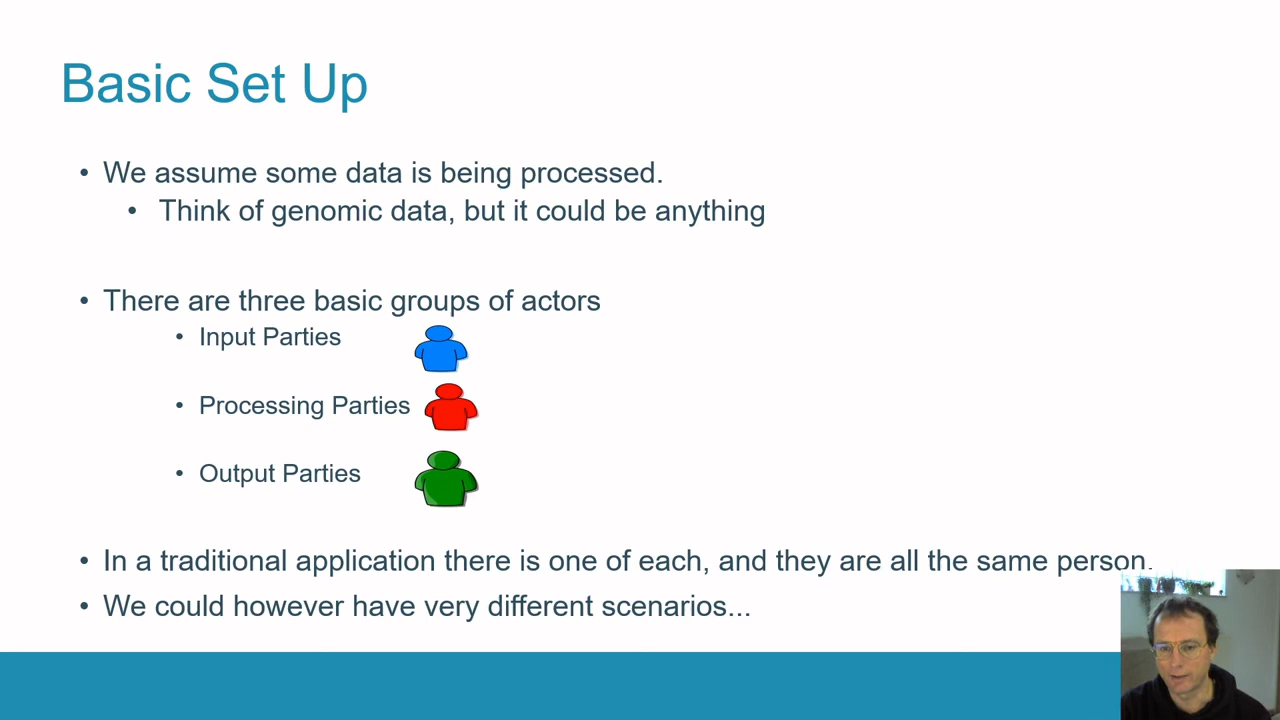 Basic Set Up
• We assume some data is being processed.
• Think of genomic data, but it could be anything
• There are three basic groups of actors
• Input Parties
• Processing Parties
• Output Parties
• In a traditional application there is one of each, and they are all the same person.
• We could however have very different scenarios...